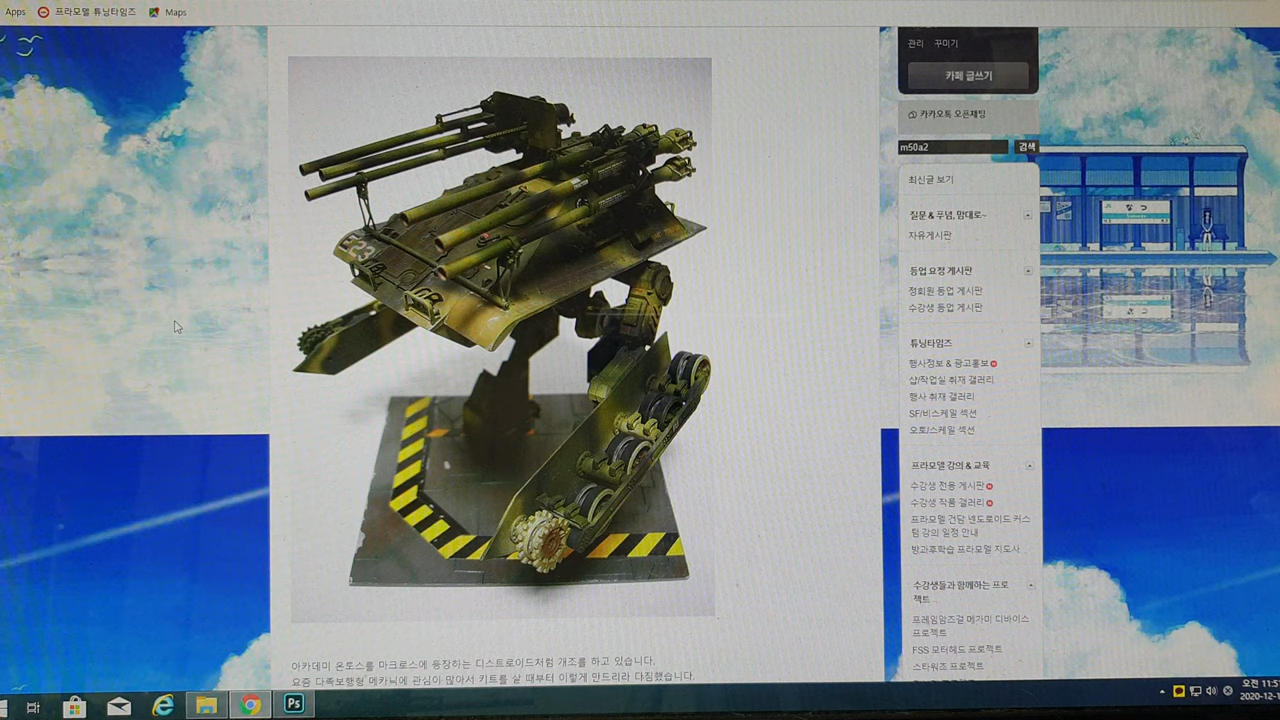 Apps
프라모델 튜닝타임즈
Maps
관리 꾸미기
카페 글쓰기
카카오톡 오픈채팅
m50a2
검색
최신글 보기
질문 & 푸념, 맘대로~
자유게시판
등업 요청 게시판
정회원 등업 게시판
수강생 등업 게시판
튜닝타임즈
행사정보 & 광고홍보
샵/작업실 취재 갤러리
행사 취재 갤러리
SF/비스케일 섹션
오토/스케일 섹션
프라모델 강의 & 교육
수강생 전용 게시판
수강생 작품 갤러리
프라모델 건담 넨도로이드 커스
텀 강의 일정 안내
방과후학습 프라모델 지도사
수강생들과 함께하는 프로
젝트
프레임암즈걸 메가미 디바이스
프로젝트
FSS 모터헤드 프로젝트
스타워즈 프로젝트
なつ
E23
아카데미 온토스를 마크로스에 등장하는 디스트로이드처럼 개조를 하고 있습니다.
요즘 다족보행형 메카닉에 관심이 많아서 키트를 살 때부터 이렇게 만드리라 다짐했습니다.
Ps
오전 11:5
2020-12-1